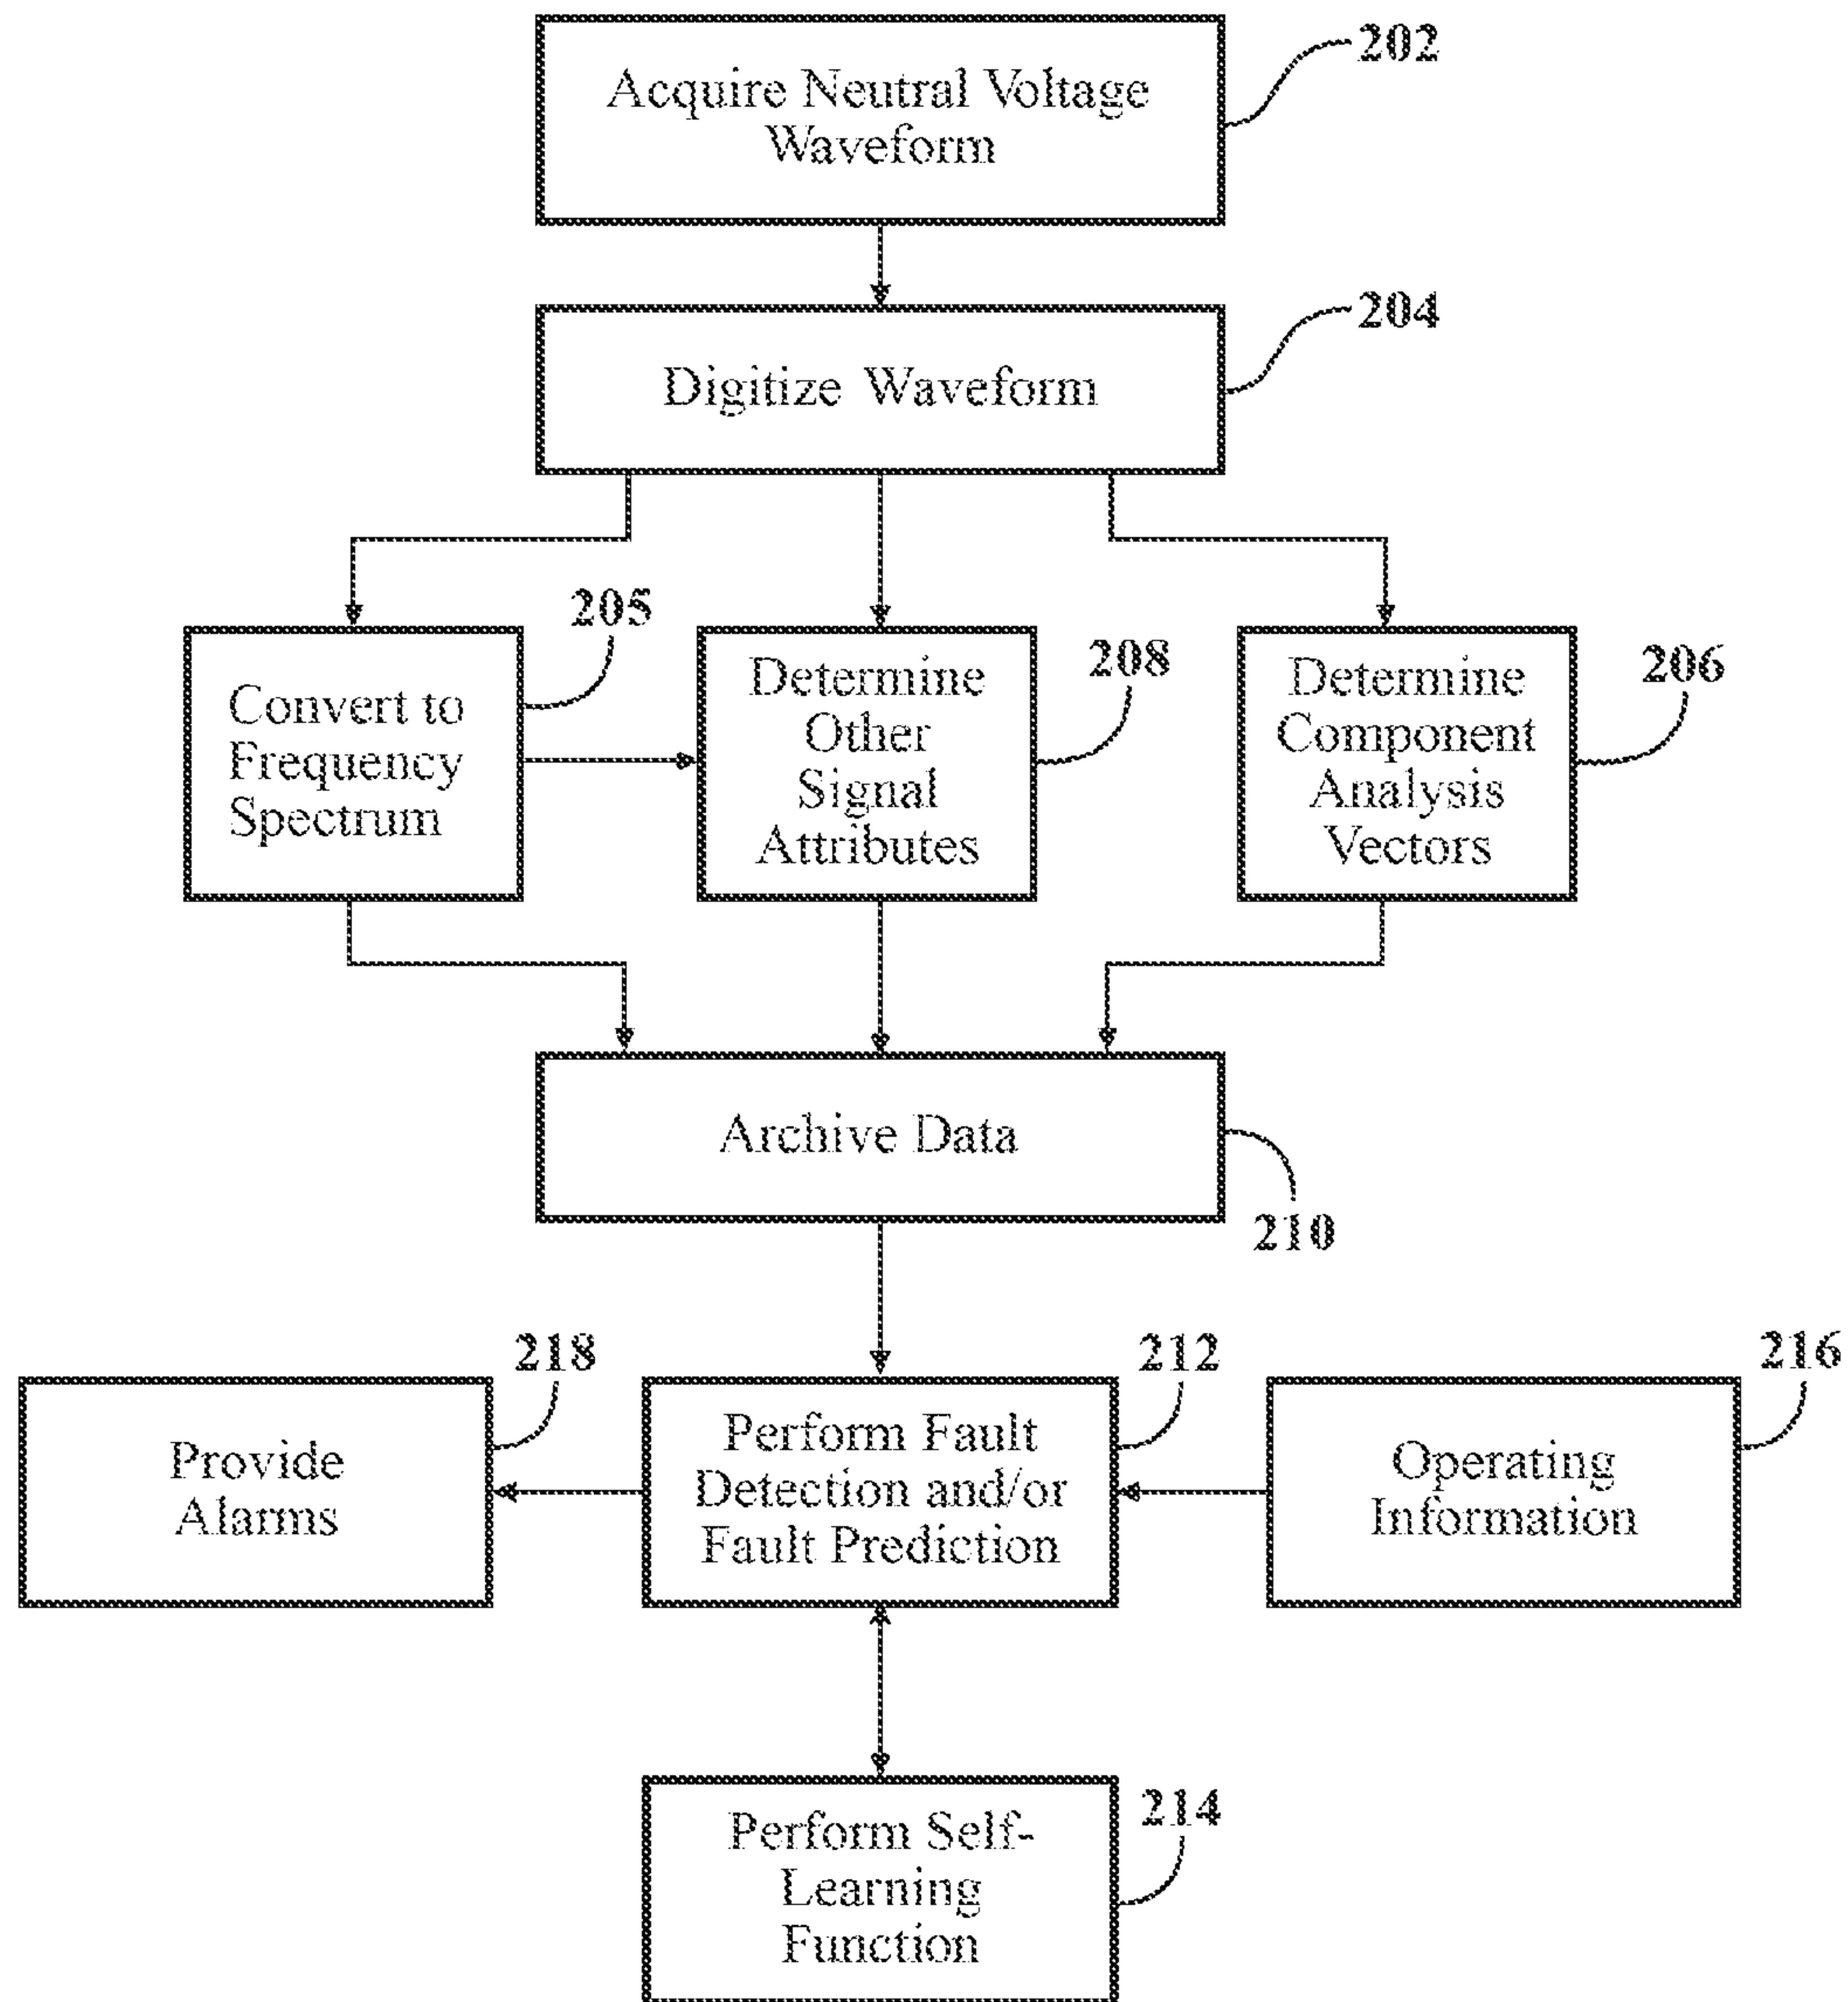 202
Acquire Neutral Voltage
Waveform
204
Digitize Waveform
205
Convert to
Frequency
Spectrum
208
Determine
Other
Signal
Attributes
206
Determine
Component
Analysis
Vectors
Archive Data
210
218
Provide
Alarms
212
Perform Fault
Detection and/or
Fault Prediction
216
Operating
Information
214
Perform Self-
Learning
Function